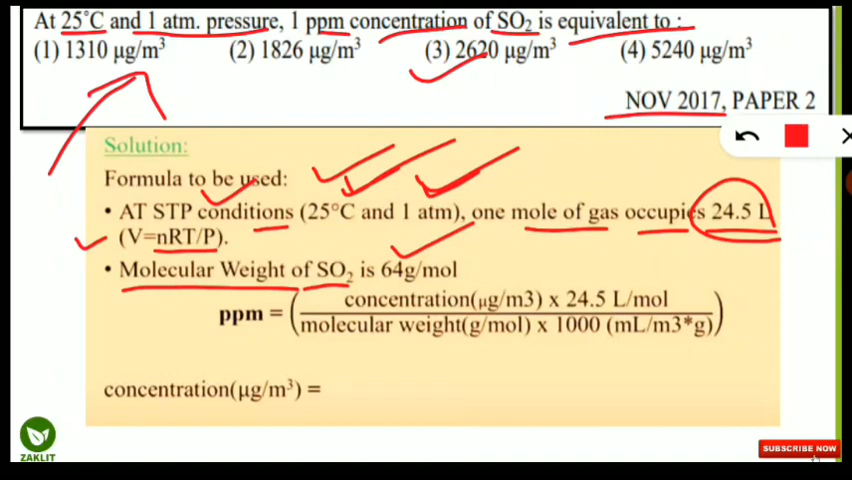 At 25°C and 1 atm. pressure, 1 ppm concentration of SO₂ is equivalent to :
(1) 1310 µg/m³ (2) 1826 µg/m³ (3) 2620 µg/m³ (4) 5240 µg/m³
NOV 2017, PAPER 2
Solution:
Formula to be used:
• AT STP conditions (25°C and 1 atm), one mole of gas occupies 24.5 L
(V=nRT/P).
• Molecular Weight of SO₂ is 64g/mol
ppm = (concentration(µg/m3) x 24.5 L/mol
molecular weight(g/mol) x 1000 (mL/m3*g))
concentration(µg/m³) =
ZAKLIT
SUBSCRIBE NOW